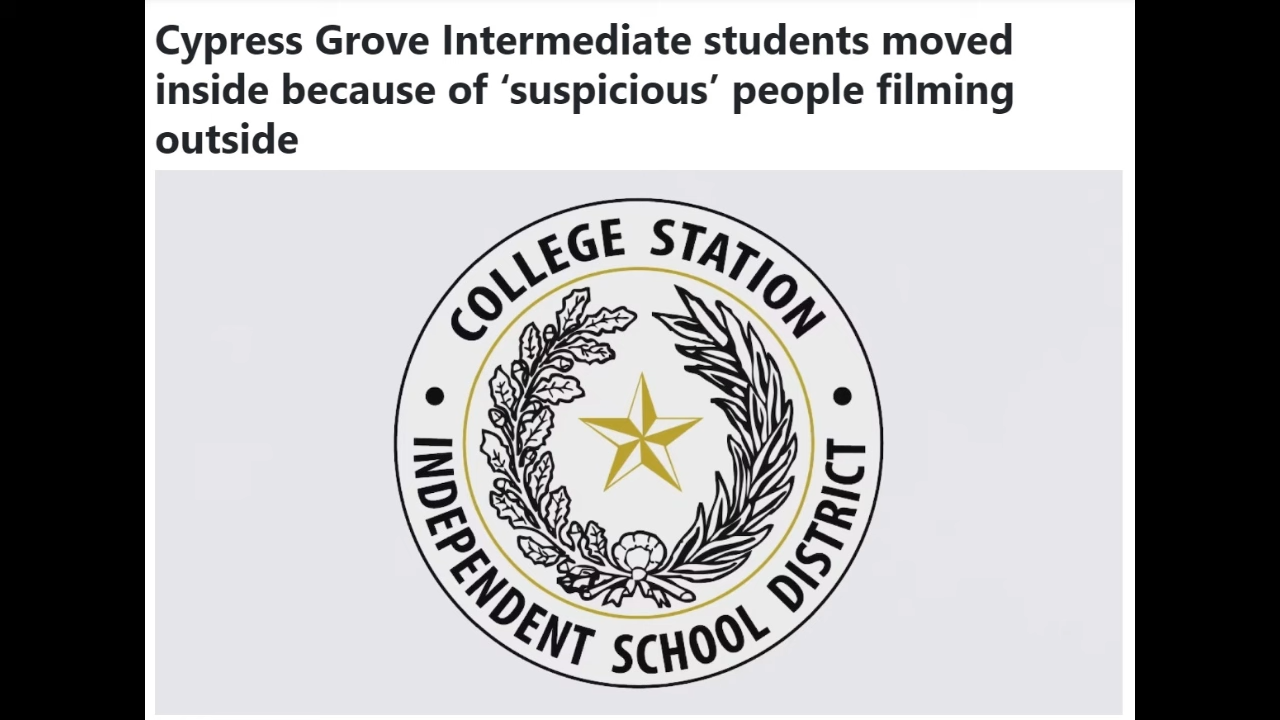 Cypress Grove Intermediate students moved
inside because of ‘suspicious’ people filming
outside
COLLEGE STATION
INDEPENDENT SCHOOL DISTRICT